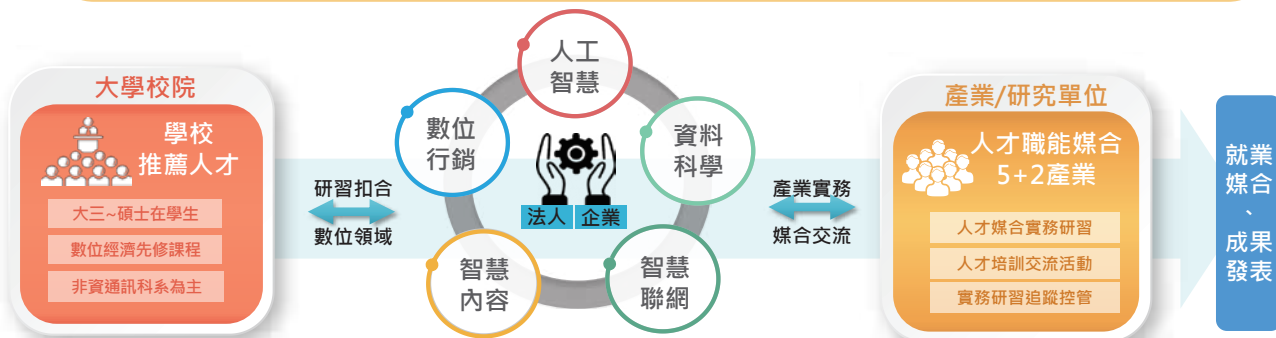 大學校院
學校
推薦人才
大三~碩士在學生
數位經濟先修課程
非資通訊科系為主
研習扣合
數位領域
人工
智慧
數位
行銷
資料
科學
法人
企業
智慧
內容
智慧
聯網
產業實務
媒合交流
產業/研究單位
人才職能媒合
5+2產業
人才媒合實務研習
人才培訓交流活動
實務研習追蹤控管
就業
媒合
、
成果
發表